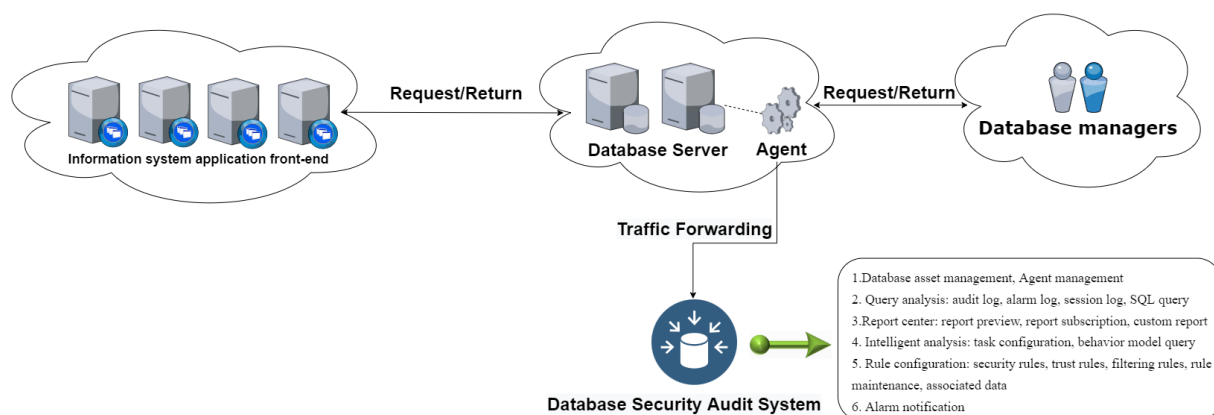 Request/Return
Request/Return
Information system application front-end
Database Server
Agent
Database managers
Traffic Forwarding
Database Security Audit System
1.Database asset management, Agent management
2. Query analysis: audit log, alarm log, session log, SQL query
3.Report center: report preview, report subscription, custom report
4. Intelligent analysis: task configuration, behavior model query
5. Rule configuration: security rules, trust rules, filtering rules, rule
maintenance, associated data
6. Alarm notification